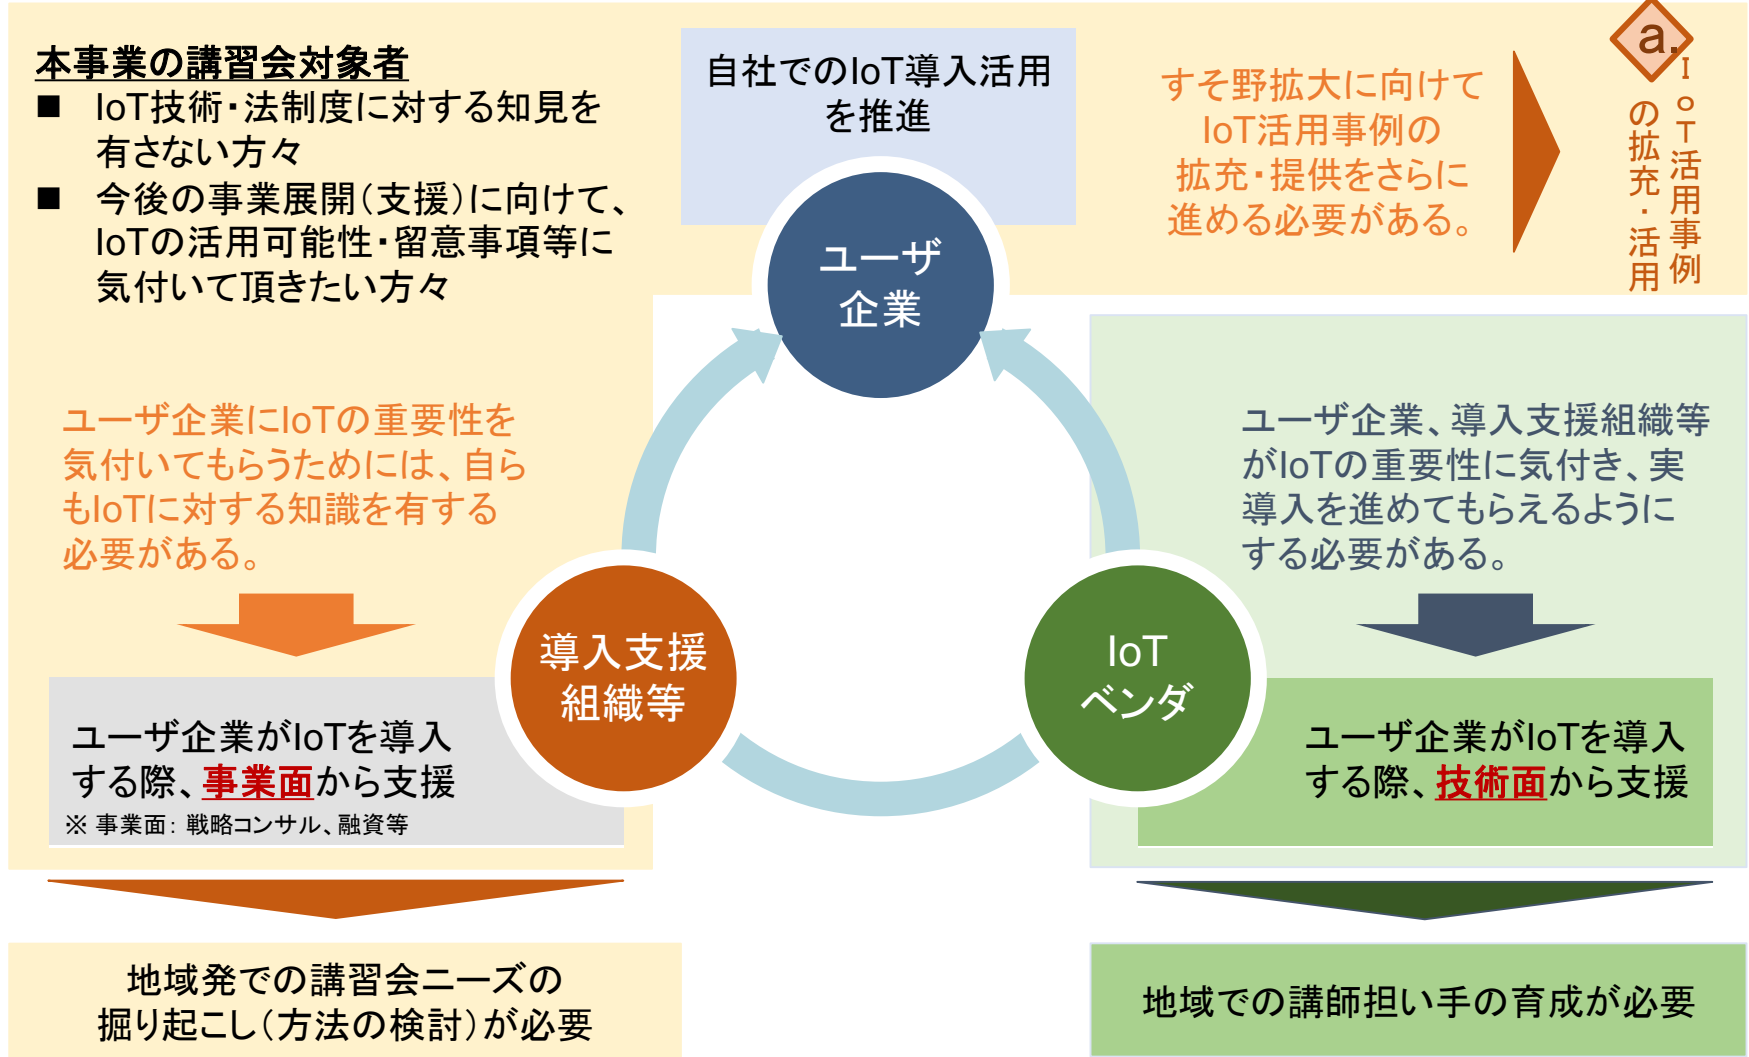 本事業の講習会対象者
■ IoT技術・法制度に対する知見を
有さない方々
■ 今後の事業展開(支援)に向けて、
IoTの活用可能性・留意事項等に
気付いて頂きたい方々
自社でのIoT導入活用
を推進
すそ野拡大に向けて
IoT活用事例の
拡充・提供をさらに
進める必要がある。
a.
IoT活用事例
の拡充・活用
ユーザ
企業
ユーザ企業にIoTの重要性を
気付いてもらうためには、自ら
もIoTに対する知識を有する
必要がある。
ユーザ企業、導入支援組織等
がIoTの重要性に気付き、実
導入を進めてもらえるように
する必要がある。
導入支援
組織等
IoT
ベンダ
ユーザ企業がIoTを導入
する際、事業面から支援
※ 事業面: 戦略コンサル、融資等
ユーザ企業がIoTを導入
する際、技術面から支援
地域発での講習会ニーズの
掘り起こし(方法の検討)が必要
地域での講師担い手の育成が必要